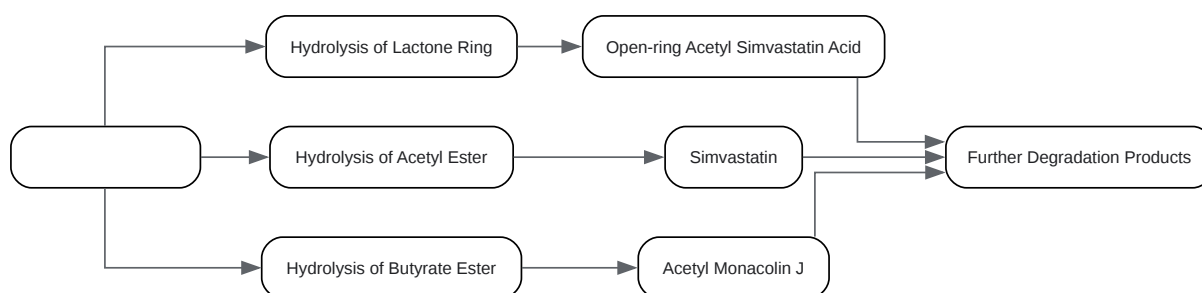 Hydrolysis of Lactone Ring
Open-ring Acetyl Simvastatin Acid
Hydrolysis of Acetyl Ester
Simvastatin
Further Degradation Products
Hydrolysis of Butyrate Ester
Acetyl Monacolin J